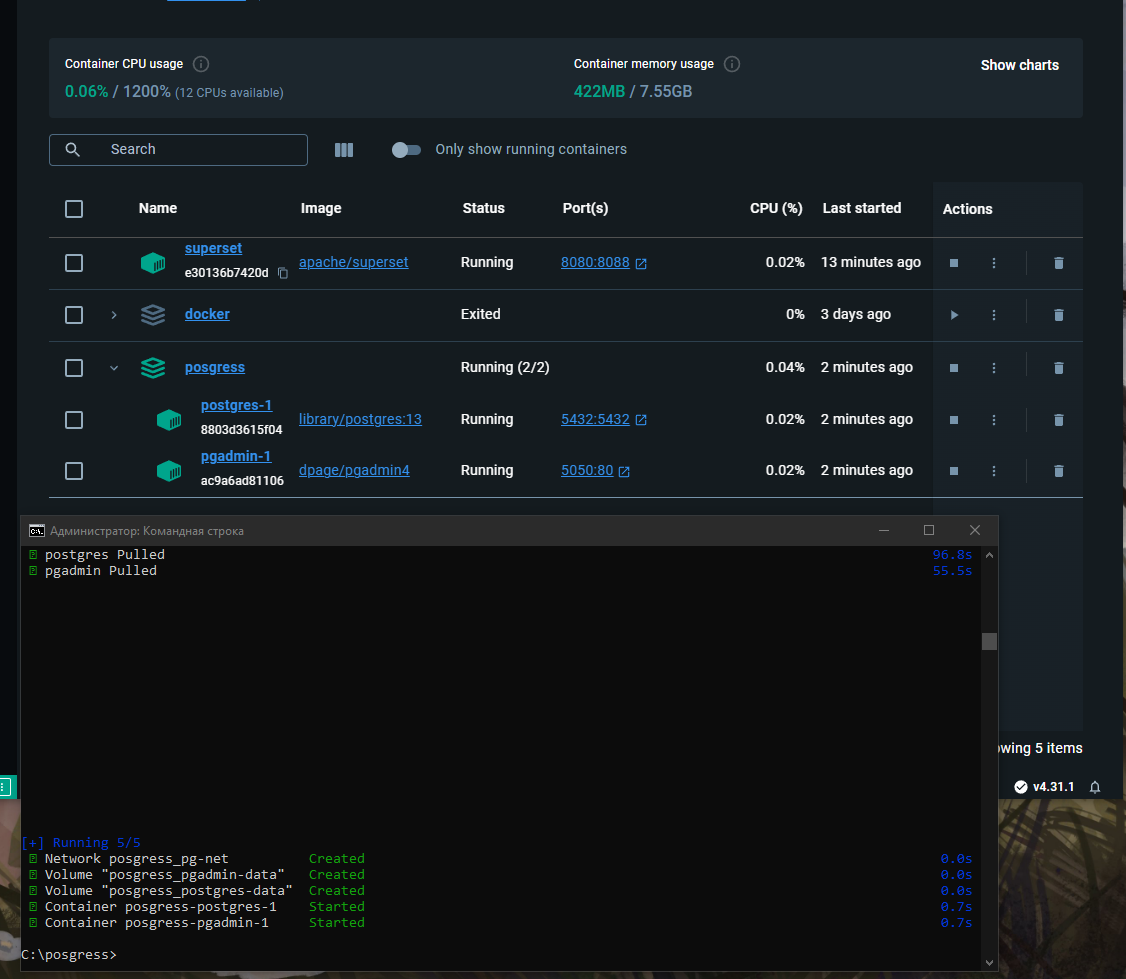 Container CPU usage
Container memory usage
Show charts
0.06% / 1200% (12 CPUs available)
422MB / 7.55GB
Search
Only show running containers
Name Image Status Port(s) CPU (%) Last started Actions
superset
e30136b7420d
apache/superset Running 8080:8088 0.02% 13 minutes ago
docker Exited 0% 3 days ago
posgress Running (2/2) 0.04% 2 minutes ago
postgres-1
8803d3615f04
library/postgres:13 Running 5432:5432 0.02% 2 minutes ago
pgadmin-1
ac9a6ad81106
dpage/pgadmin4 Running 5050:80 0.02% 2 minutes ago
Администратор: Командная строка
postgres Pulled 96.8s
pgadmin Pulled 55.5s
owing 5 items
v4.31.1
[+] Running 5/5
Network posgress_pg-net Created 0.0s
Volume "posgress_pgadmin-data" Created 0.0s
Volume "posgress_postgres-data" Created 0.0s
Container posgress-postgres-1 Started 0.7s
Container posgress-pgadmin-1 Started 0.7s
C:\posgress>